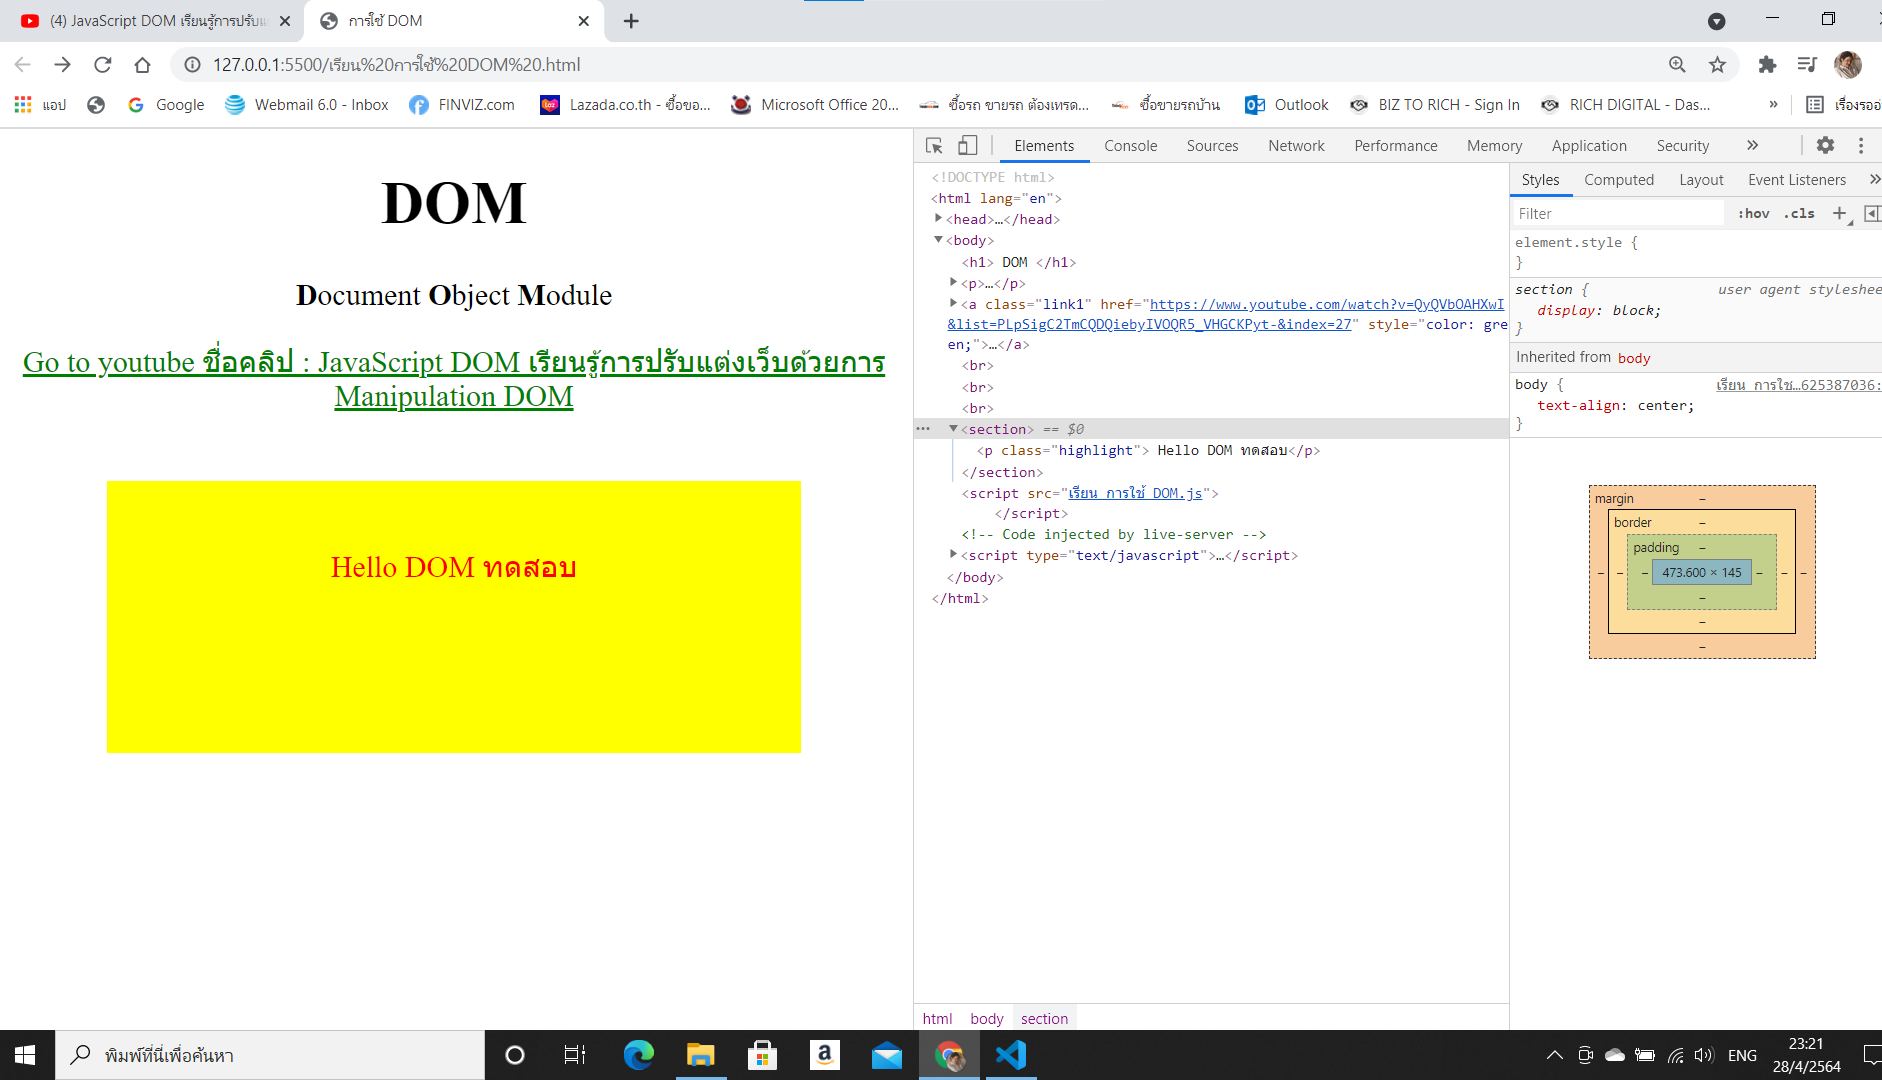 (4) JavaScript DOM เรียนรู้การปรับแ
การใช้ DOM
127.0.0.1:5500/เรียน%20การใช้%20DOM%20.html
แอป
Google
Webmail 6.0 - Inbox
FINVIZ.com
Lazada.co.th - ซื้อขอ...
Microsoft Office 20...
ซื้อรถ ขายรถ ต้องเทรด...
ซื้อขายรถบ้าน
Outlook
BIZ TO RICH - Sign In
RICH DIGITAL - Das...
»
เรื่องรออ่
DOM
Document Object Module
Go to youtube ชื่อคลิป : JavaScript DOM เรียนรู้การปรับแต่งเว็บด้วยการ
Manipulation DOM
Hello DOM ทดสอบ
Elements Console Sources Network Performance Memory Application Security »
<!DOCTYPE html>
<html lang="en">
<head>…</head>
<body>
<h1> DOM </h1>
<p>…</p>
<a class="link1" href="https://www.youtube.com/watch?v=QyQVbOAHXwI
&list=PLpSigC2TmCQDQiebyIVOQR5_VHGCKPyt-&index=27" style="color: gre
en;">…</a>
<br>
<br>
<br>
<section> == $0
<p class="highlight"> Hello DOM ทดสอบ</p>
</section>
<script src="เรียน การใช้ DOM.js">
</script>
<!-- Code injected by live-server -->
<script type="text/javascript">…</script>
</body>
</html>
html body section
Styles Computed Layout Event Listeners »
Filter
:hov .cls +
element.style {
}
section { user agent styleshee
display: block;
}
Inherited from body
body { เรียน การใช…625387036:
text-align: center;
}
margin –
border –
padding –
– – – 473.600 × 145 – – –
–
–
–
พิมพ์ที่นี่เพื่อค้นหา
ENG
23:21
28/4/2564